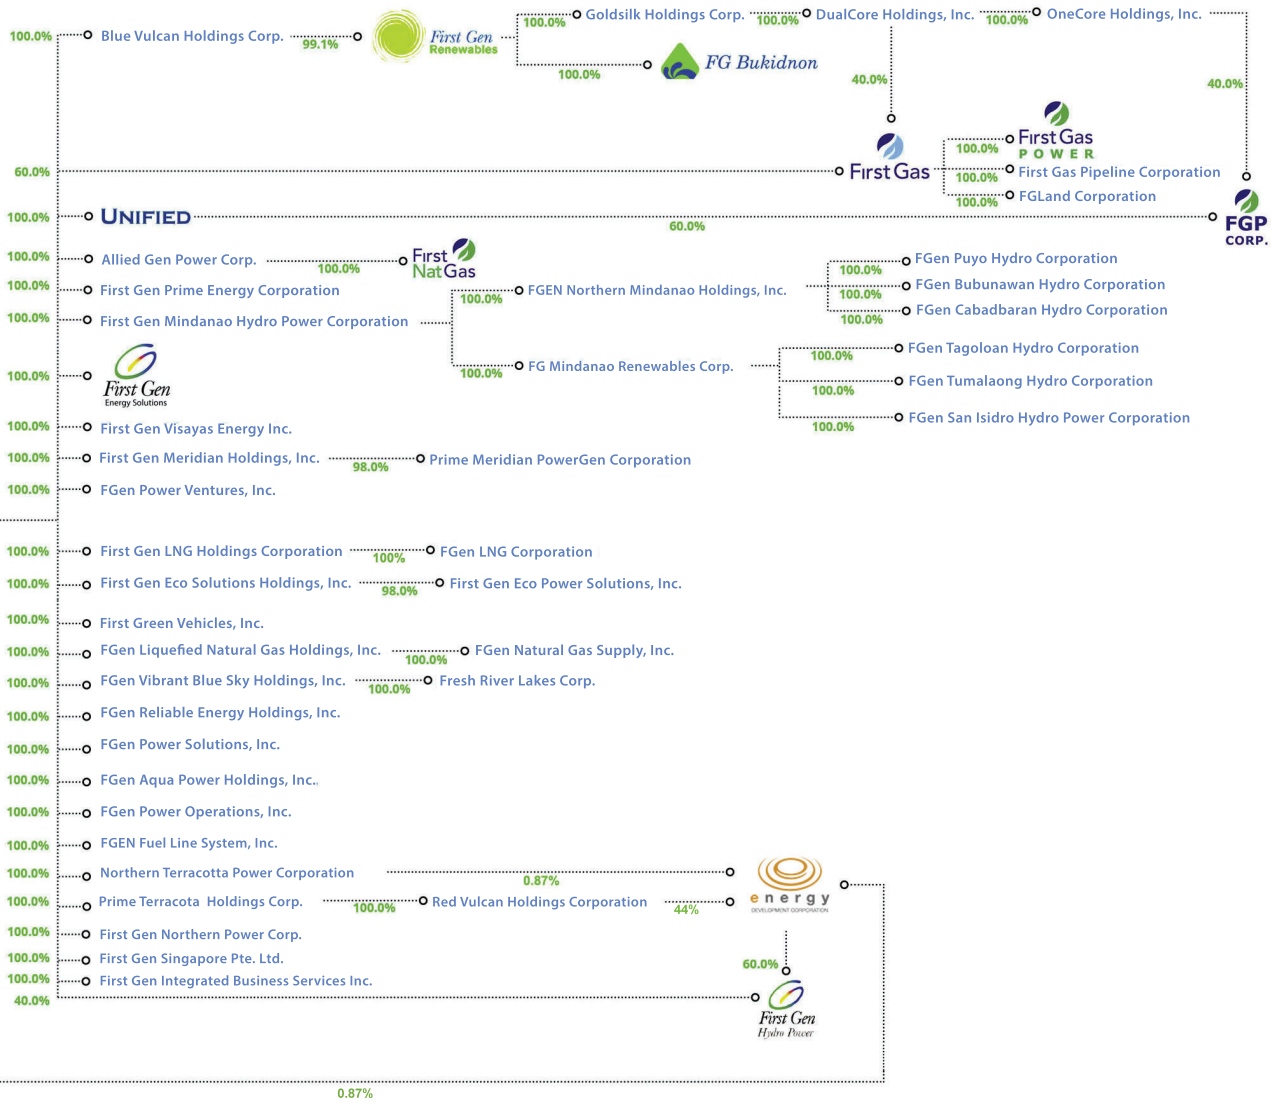 100.0% Blue Vulcan Holdings Corp. 99.1% First Gen Renewables
100.0% Goldsilk Holdings Corp. 100.0% DualCore Holdings, Inc. 100.0% OneCore Holdings, Inc.
100.0% FG Bukidnon
40.0%
40.0%
60.0% First Gas
100.0% First Gas POWER
100.0% First Gas Pipeline Corporation
100.0% FGLand Corporation
100.0% UNIFIED 60.0% FGP CORP.
100.0% Allied Gen Power Corp. 100.0% First NatGas
100.0% First Gen Prime Energy Corporation
100.0% First Gen Mindanao Hydro Power Corporation
100.0% FGEN Northern Mindanao Holdings, Inc.
100.0% FGen Puyo Hydro Corporation
100.0% FGen Bubunawan Hydro Corporation
100.0% FGen Cabadbaran Hydro Corporation
100.0% FG Mindanao Renewables Corp.
100.0% FGen Tagoloan Hydro Corporation
100.0% FGen Tumalaong Hydro Corporation
100.0% FGen San Isidro Hydro Power Corporation
100.0% First Gen Energy Solutions
100.0% First Gen Visayas Energy Inc.
100.0% First Gen Meridian Holdings, Inc. 98.0% Prime Meridian PowerGen Corporation
100.0% FGen Power Ventures, Inc.
100.0% First Gen LNG Holdings Corporation 100% FGen LNG Corporation
100.0% First Gen Eco Solutions Holdings, Inc. 98.0% First Gen Eco Power Solutions, Inc.
100.0% First Green Vehicles, Inc.
100.0% FGen Liquefied Natural Gas Holdings, Inc. 100.0% FGen Natural Gas Supply, Inc.
100.0% FGen Vibrant Blue Sky Holdings, Inc. 100.0% Fresh River Lakes Corp.
100.0% FGen Reliable Energy Holdings, Inc.
100.0% FGen Power Solutions, Inc.
100.0% FGen Aqua Power Holdings, Inc.
100.0% FGen Power Operations, Inc.
100.0% FGEN Fuel Line System, Inc.
100.0% Northern Terracotta Power Corporation 0.87% energy DEVELOPMENT CORPORATION
100.0% Prime Terracota Holdings Corp. 100.0% Red Vulcan Holdings Corporation 44%
100.0% First Gen Northern Power Corp.
100.0% First Gen Singapore Pte. Ltd.
60.0%
100.0% First Gen Integrated Business Services Inc.
40.0% First Gen Hydro Power
0.87%